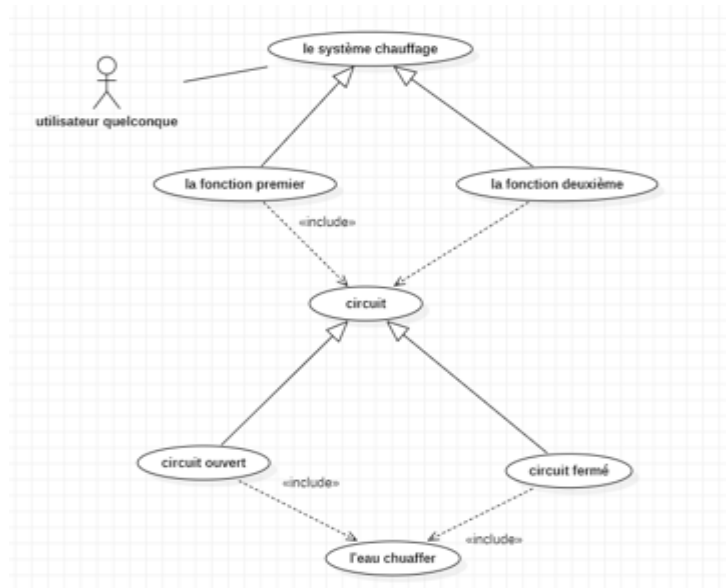 le système chauffage
utilisateur quelconque
la fonction premier
la fonction deuxième
«include»
circuit
circuit ouvert
circuit fermé
«include»
«include»
l'eau chuaffer